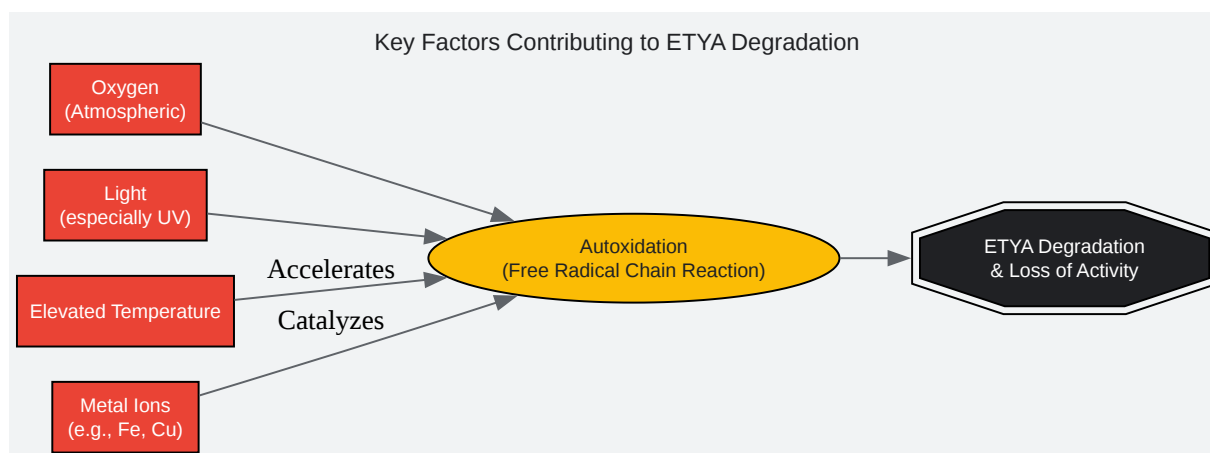 Key Factors Contributing to ETYA Degradation
Oxygen
(Atmospheric)
Light
(especially UV)
Elevated Temperature
Metal Ions
(e.g., Fe, Cu)
Accelerates
Catalyzes
Autoxidation
(Free Radical Chain Reaction)
ETYA Degradation
& Loss of Activity